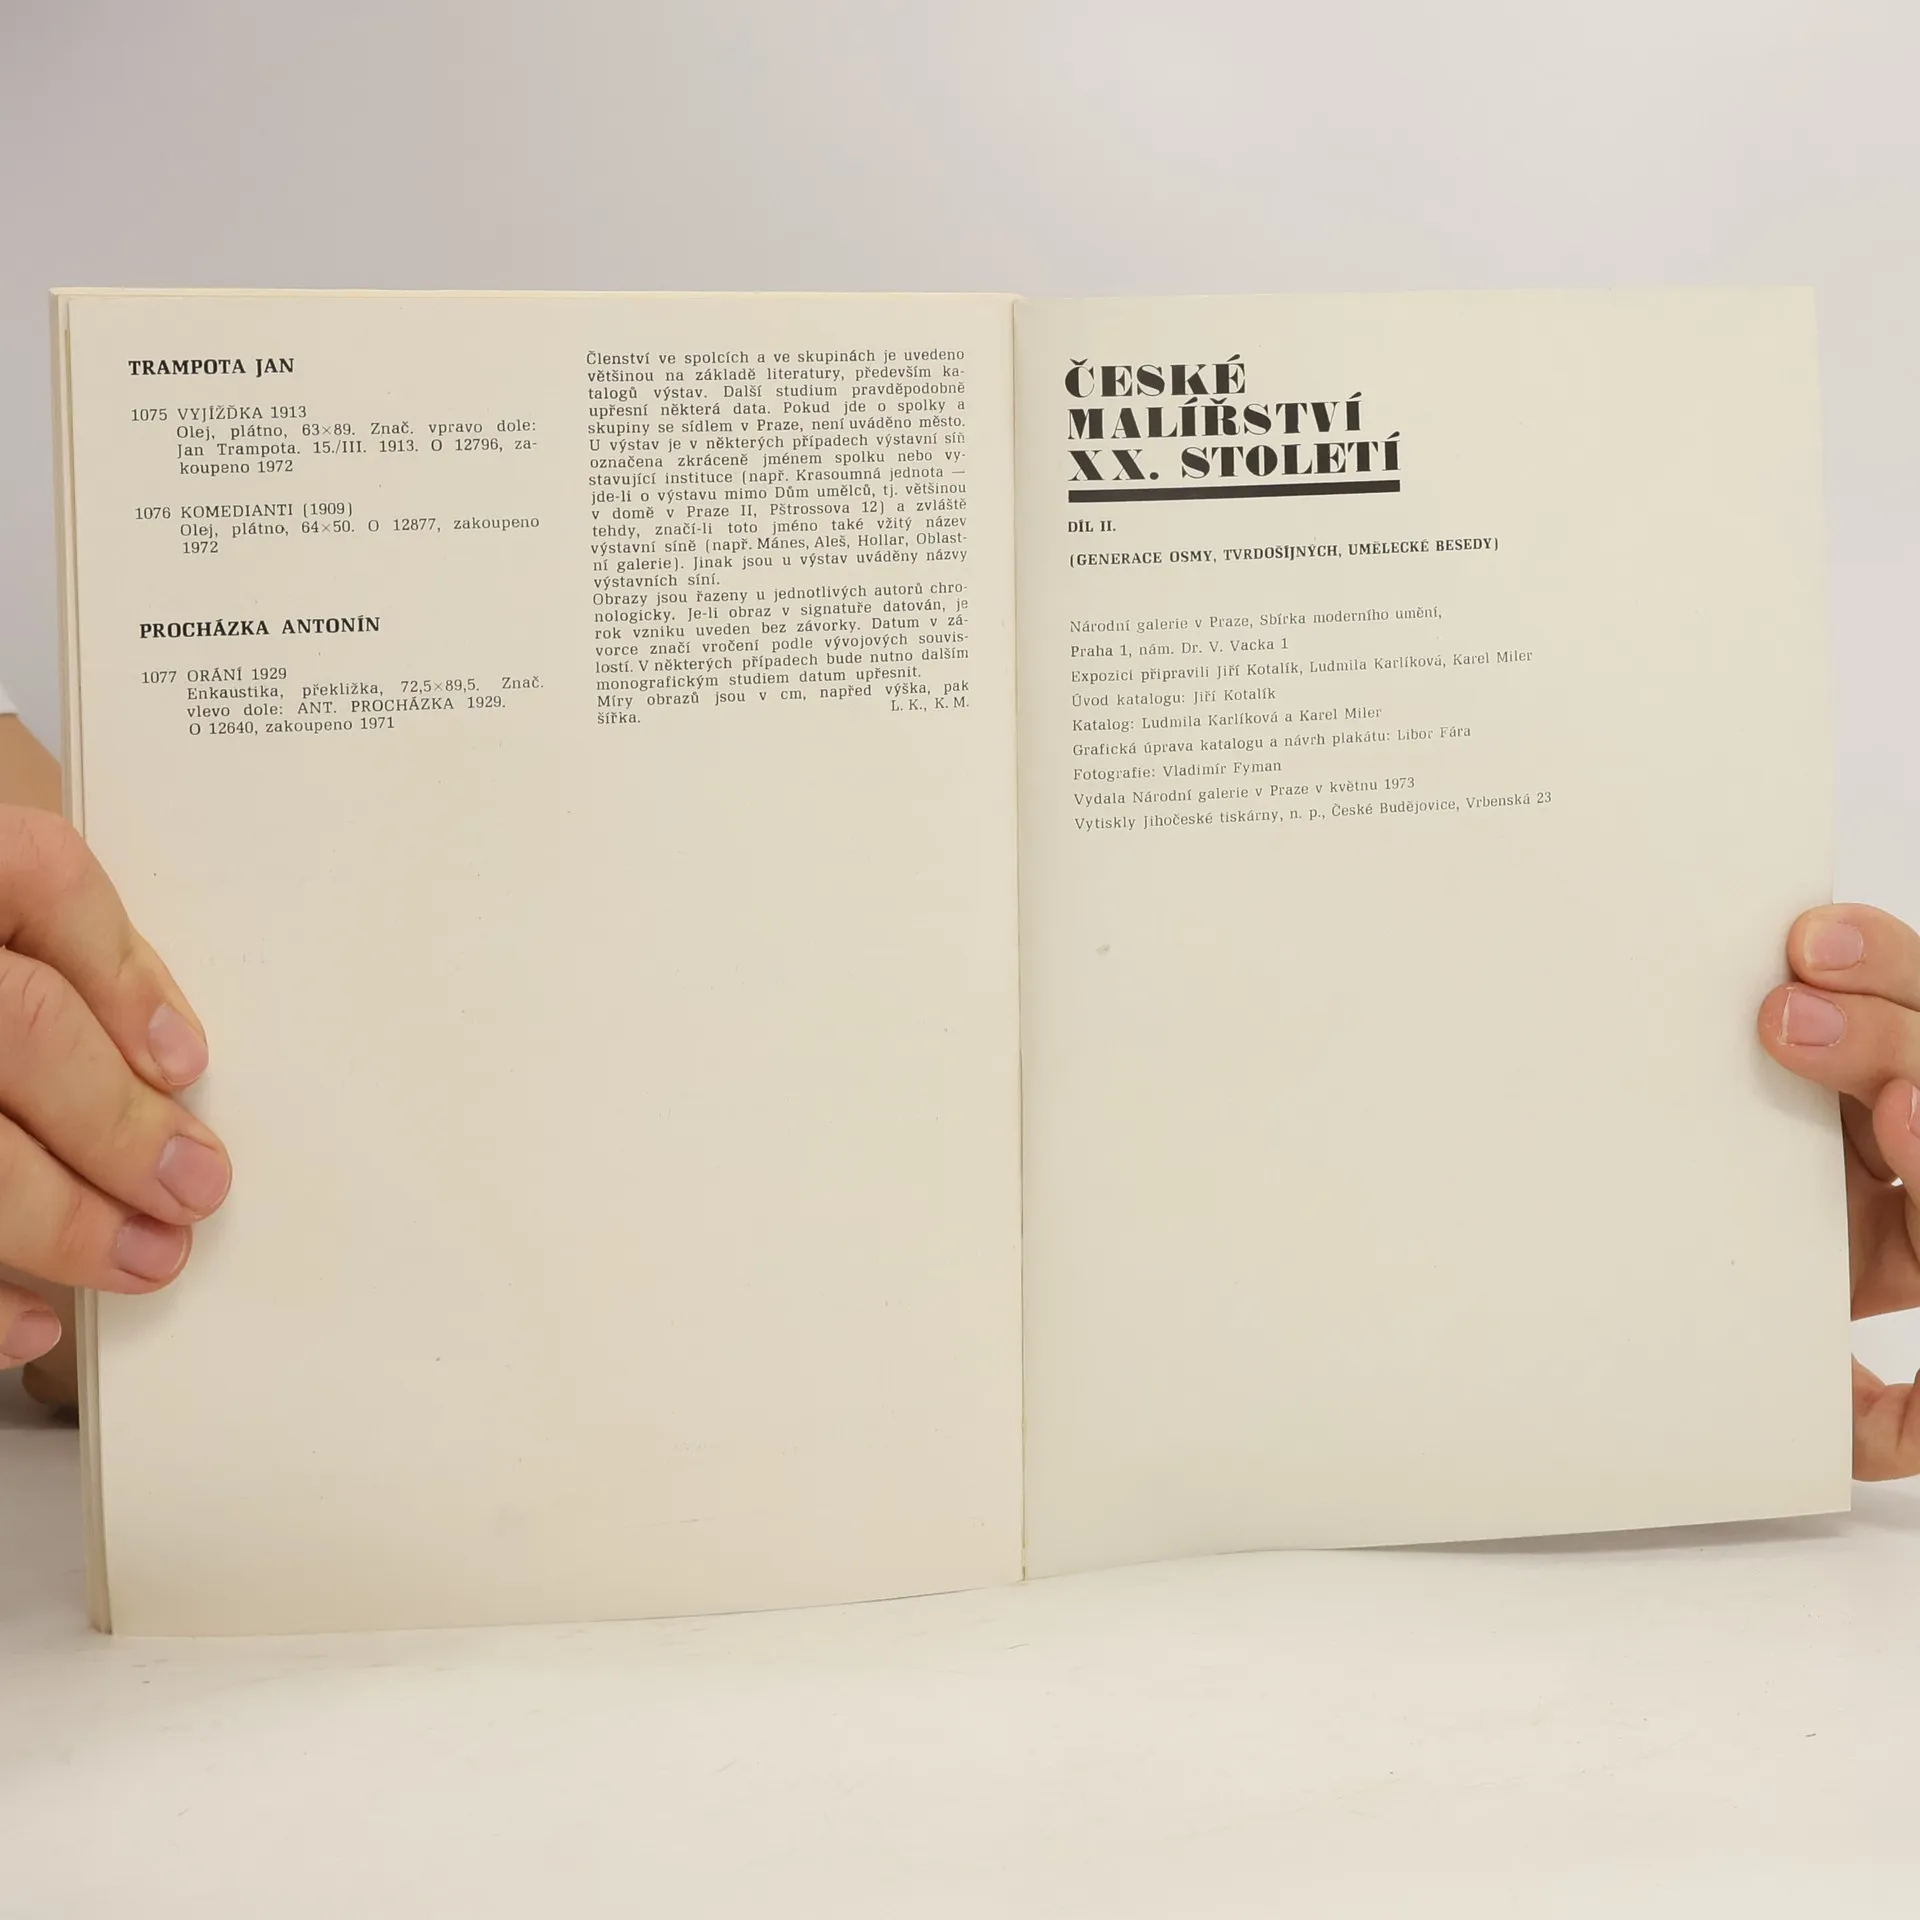 TRAMPOTA JAN
1075 VYJÍŽĎKA 1913
Olej, plátno, 63×89. Znač. vpravo dole:
Jan Trampota. 15./III. 1913. O 12796, za-
koupeno 1972
1076 KOMEDIANTI (1909)
Olej, plátno, 64×50. O 12877, zakoupeno
1972
PROCHÁZKA ANTONÍN
1077 ORÁNÍ 1929
Enkaustika, překližka, 72,5×89,5. Znač.
vlevo dole: ANT. PROCHÁZKA 1929.
O 12640, zakoupeno 1971
Členství ve spolcích a ve skupinách je uvedeno
většinou na základě literatury, především ka-
talogů výstav. Další studium pravděpodobně
upřesní některá data. Pokud jde o spolky a
skupiny se sídlem v Praze, není uváděno město.
U výstav je v některých případech výstavní síň
označena zkráceně jménem spolku nebo vy-
stavující instituce (např. Krasoumná jednota —
jde-li o výstavu mimo Dům umělců, tj. většinou
v domě v Praze II, Pštrossova 12) a zvláště
tehdy, značí-li toto jméno také vžitý název
výstavní síně (např. Mánes, Aleš, Hollar, Oblast-
ní galerie). Jinak jsou u výstav uváděny názvy
výstavních síní.
Obrazy jsou řazeny u jednotlivých autorů chro-
nologicky. Je-li obraz v signatuře datován, je
rok vzniku uveden bez závorky. Datum v zá-
vorce značí vročení podle vývojových souvis-
lostí. V některých případech bude nutno dalším
monografickým studiem datum upřesnit.
Míry obrazů jsou v cm, napřed výška, pak
šířka. L. K., K. M.
ČESKÉ
MALÍŘSTVÍ
XX. STOLETÍ
DÍL II.
(GENERACE OSMY, TVRDOŠÍJNÝCH, UMĚLECKÉ BESEDY)
Národní galerie v Praze, Sbírka moderního umění,
Praha 1, nám. Dr. V. Vacka 1
Expozici připravili Jiří Kotalík, Ludmila Karlíková, Karel Miler
Úvod katalogu: Jiří Kotalík
Katalog: Ludmila Karlíková a Karel Miler
Grafická úprava katalogu a návrh plakátu: Libor Fára
Fotografie: Vladimír Fyman
Vydala Národní galerie v Praze v květnu 1973
Vytiskly Jihočeské tiskárny, n. p., České Budějovice, Vrbenská 23